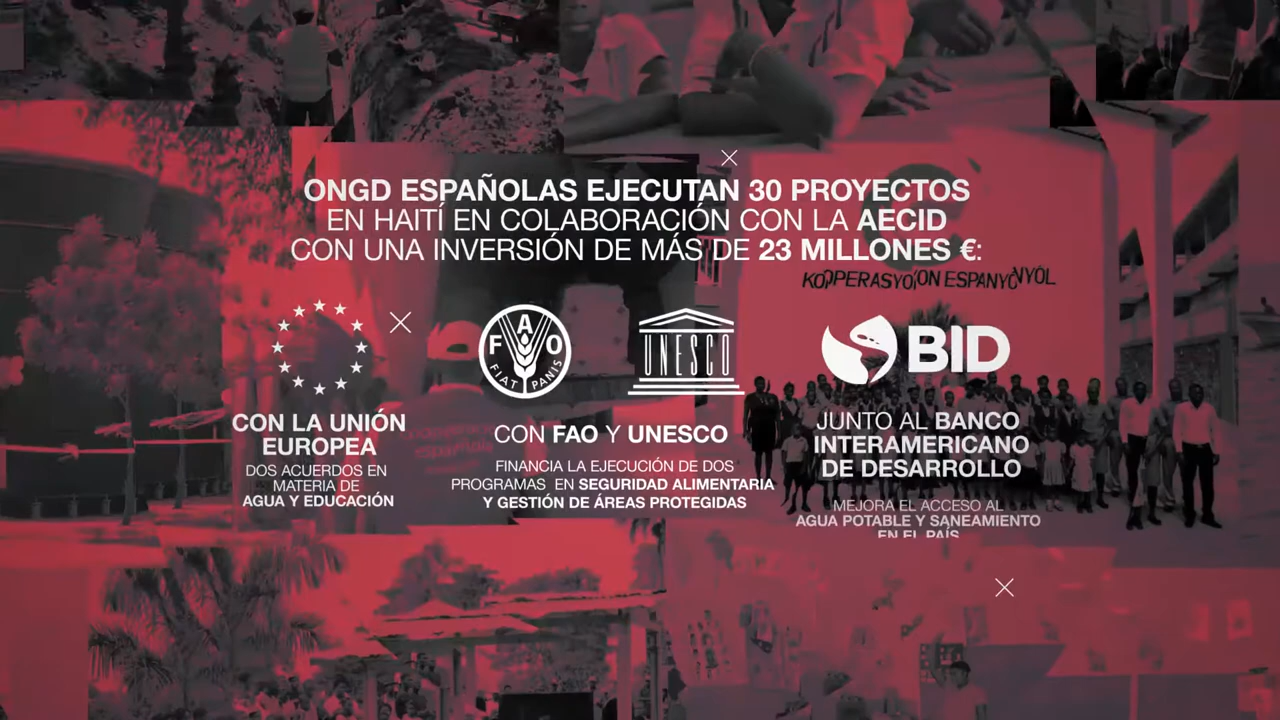 ONGD ESPAÑOLAS EJECUTAN 30 PROYECTOS
EN HAITÍ EN COLABORACIÓN CON LA AECID
CON UNA INVERSIÓN DE MÁS DE 23 MILLONES €:
CON LA UNIÓN
EUROPEA
DOS ACUERDOS EN
MATERIA DE
AGUA Y EDUCACIÓN
FAO
FIAT PANIS
UNESCO
CON FAO Y UNESCO
FINANCIA LA EJECUCIÓN DE DOS
PROGRAMAS EN SEGURIDAD ALIMENTARIA
Y GESTIÓN DE ÁREAS PROTEGIDAS
BID
JUNTO AL BANCO
INTERAMERICANO
DE DESARROLLO
MEJORA EL ACCESO AL
AGUA POTABLE Y SANEAMIENTO
EN EL PAÍS